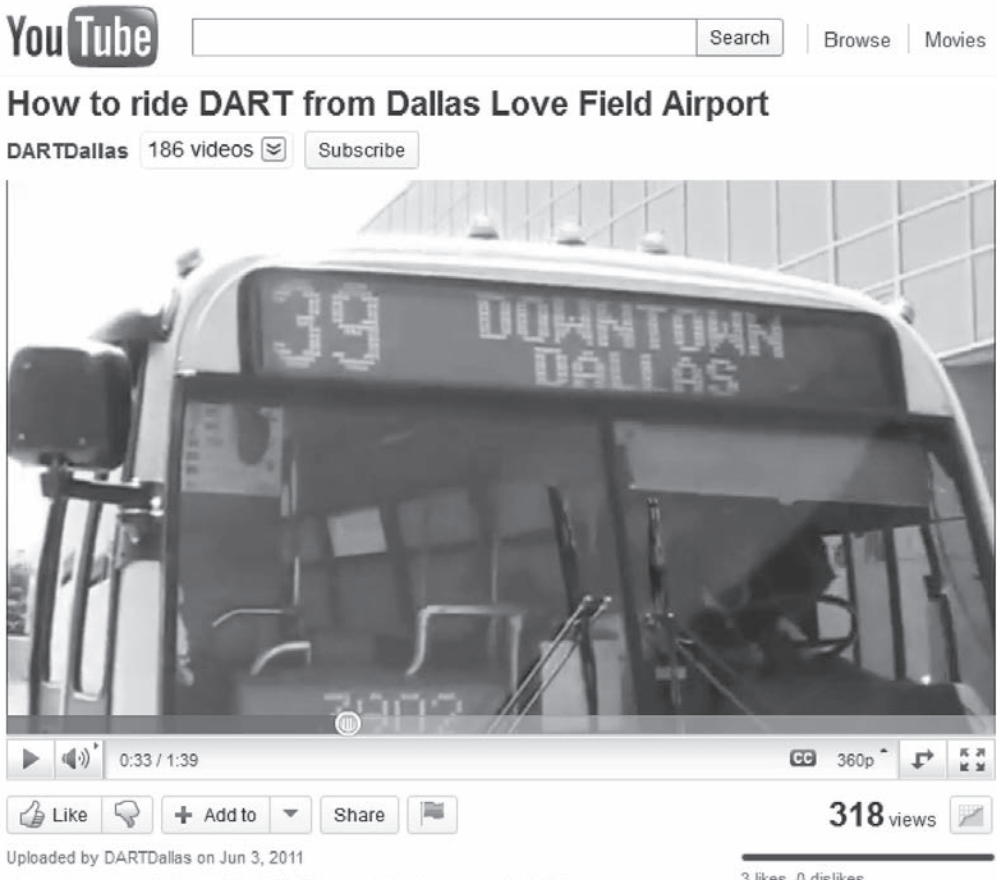 YouTube Search Browse Movies
How to ride DART from Dallas Love Field Airport
DARTDallas 186 videos Subscribe
39 DOWNTOWN
DALLAS
7907
0:33 / 1:39 CC 360p
Like Add to Share 318 views
Uploaded by DARTDallas on Jun 3, 2011
3 likes, 0 dislikes